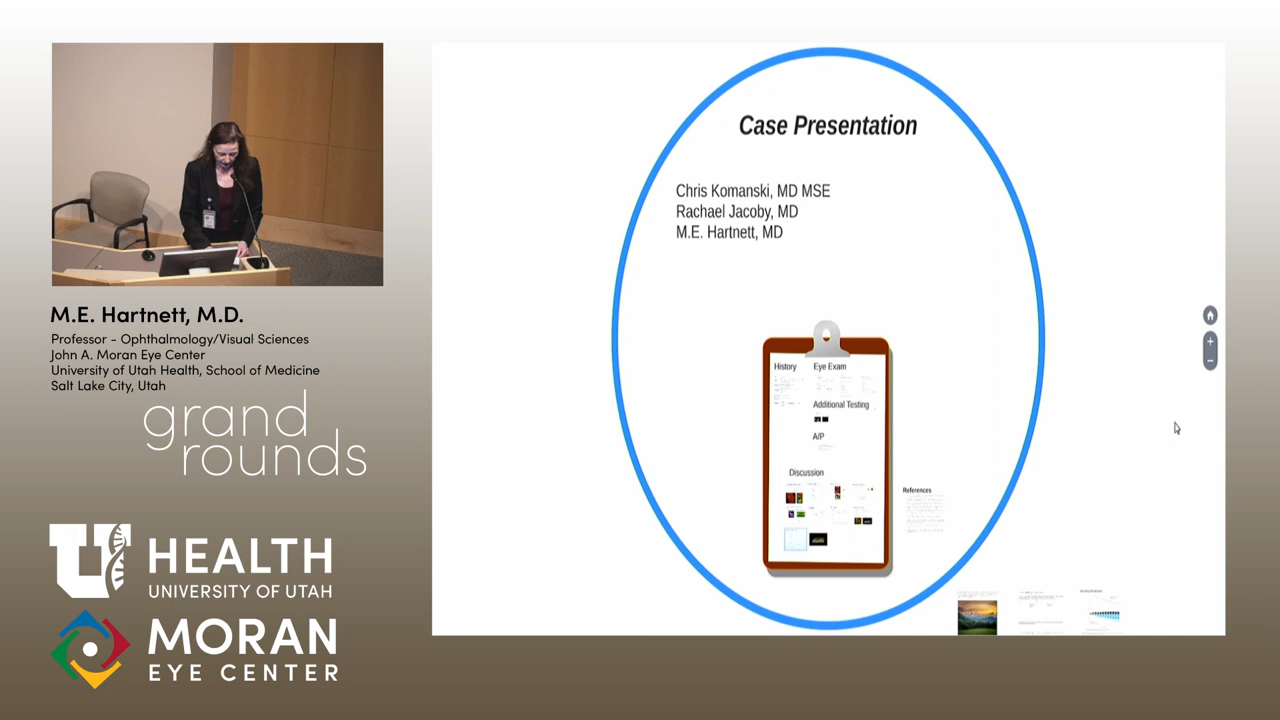 M.E. Hartnett, M.D.
Professor - Ophthalmology/Visual Sciences
John A. Moran Eye Center
University of Utah Health, School of Medicine
Salt Lake City, Utah
grand
rounds
U HEALTH
UNIVERSITY OF UTAH
MORAN
EYE CENTER
Case Presentation
Chris Komanski, MD MSE
Rachael Jacoby, MD
M.E. Hartnett, MD
History
Eye Exam
Additional Testing
A/P
Discussion
References